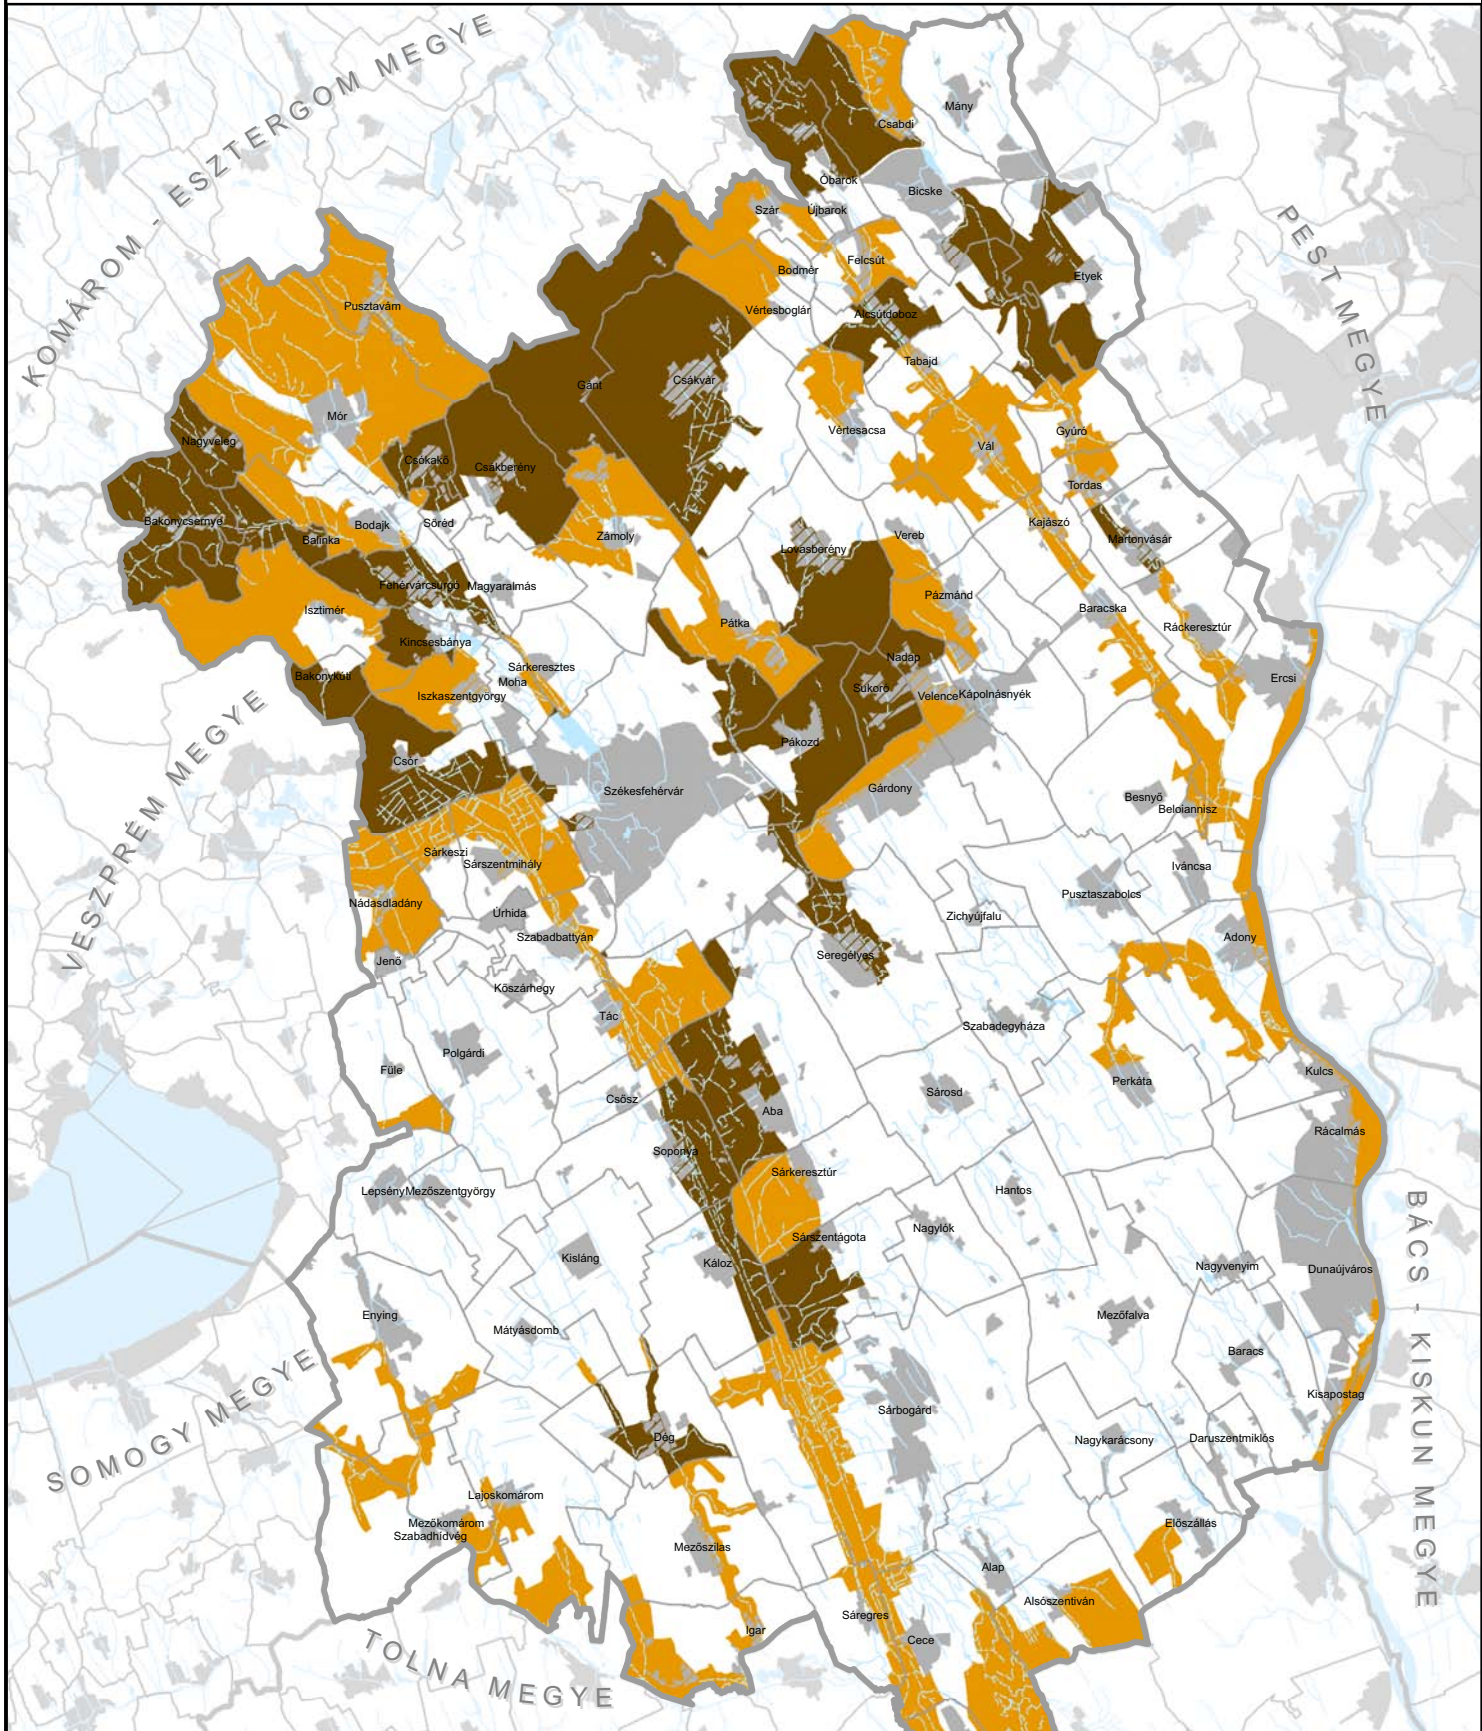 KOMÁROM - ESZTERGOM MEGYE
PEST MEGYE
VESZPRÉM MEGYE
SOMOGY MEGYE
TOLNA MEGYE
BÁCS - KISKUN MEGYE
Mány
Csabdi
Óbarok
Bicske
Szár
Újbarok
Felcsút
Bodmér
Etyek
Pusztavám
Vértesboglár
Alcsútdoboz
Tabajd
Gánt
Csákvár
Mór
Vértesacsa
Gyúró
Nagyveleg
Vál
Csókakő
Csákberény
Tordas
Bakonycsernye
Bodajk
Söréd
Kajászó
Balinka
Zámoly
Vereb
Martonvásár
Lovasberény
Fehérvárcsurgó
Magyaralmás
Pázmánd
Isztimér
Baracska
Pátka
Ráckeresztúr
Kincsesbánya
Nadap
Sárkeresztes
Bakonykúti
Moha
Sukoró
Ercsi
Iszkaszentgyörgy
Velence
Kápolnásnyék
Pákozd
Csór
Székesfehérvár
Gárdony
Besnyő
Beloiannisz
Sárkeszi
Sárszentmihály
Iváncsa
Pusztaszabolcs
Nádasdladány
Úrhida
Zichyújfalu
Szabadbattyán
Adony
Seregélyes
Jenő
Kőszárhegy
Tác
Szabadegyháza
Polgárdi
Füle
Kulcs
Perkáta
Sárosd
Csősz
Aba
Rácalmás
Soponya
Sárkeresztúr
Lepsény
Mezőszentgyörgy
Hantos
Nagylók
Sárszentágota
Kisláng
Káloz
Nagyvenyim
Dunaújváros
Enying
Mezőfalva
Mátyásdomb
Baracs
Kisapostag
Sárbogárd
Dég
Nagykarácsony
Daruszentmiklós
Lajoskomárom
Mezőkomárom
Szabadhídvég
Előszállás
Mezőszilas
Alap
Alsószentiván
Sáregres
Igar
Cece